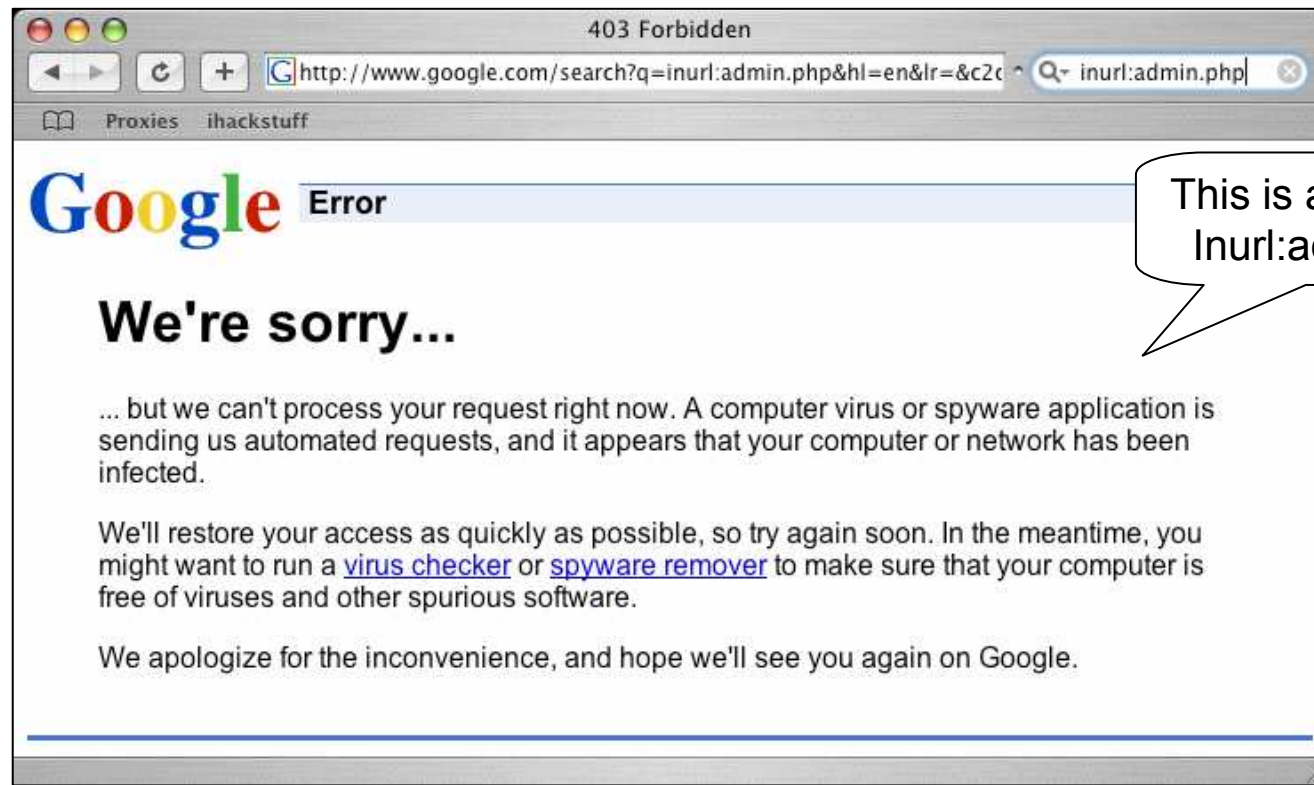 403 Forbidden
http://www.google.com/search?q=inurl:admin.php&hl=en&lr=&c2c
inurl:admin.php
Proxies ihackstuff
Google Error
This is a
Inurl:ad
We're sorry...
... but we can't process your request right now. A computer virus or spyware application is
sending us automated requests, and it appears that your computer or network has been
infected.
We'll restore your access as quickly as possible, so try again soon. In the meantime, you
might want to run a virus checker or spyware remover to make sure that your computer is
free of viruses and other spurious software.
We apologize for the inconvenience, and hope we'll see you again on Google.